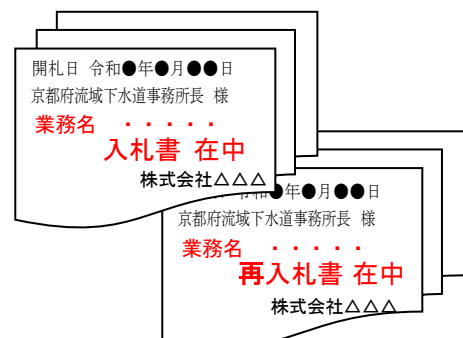 開札日 令和●年●月●●日
京都府流域下水道事務所長 様
業務名 ・・・・・
入札書 在中
株式会社△△△
和●年●月●●日
京都府流域下水道事務所長 様
業務名 ・・・・・
再入札書 在中
株式会社△△△